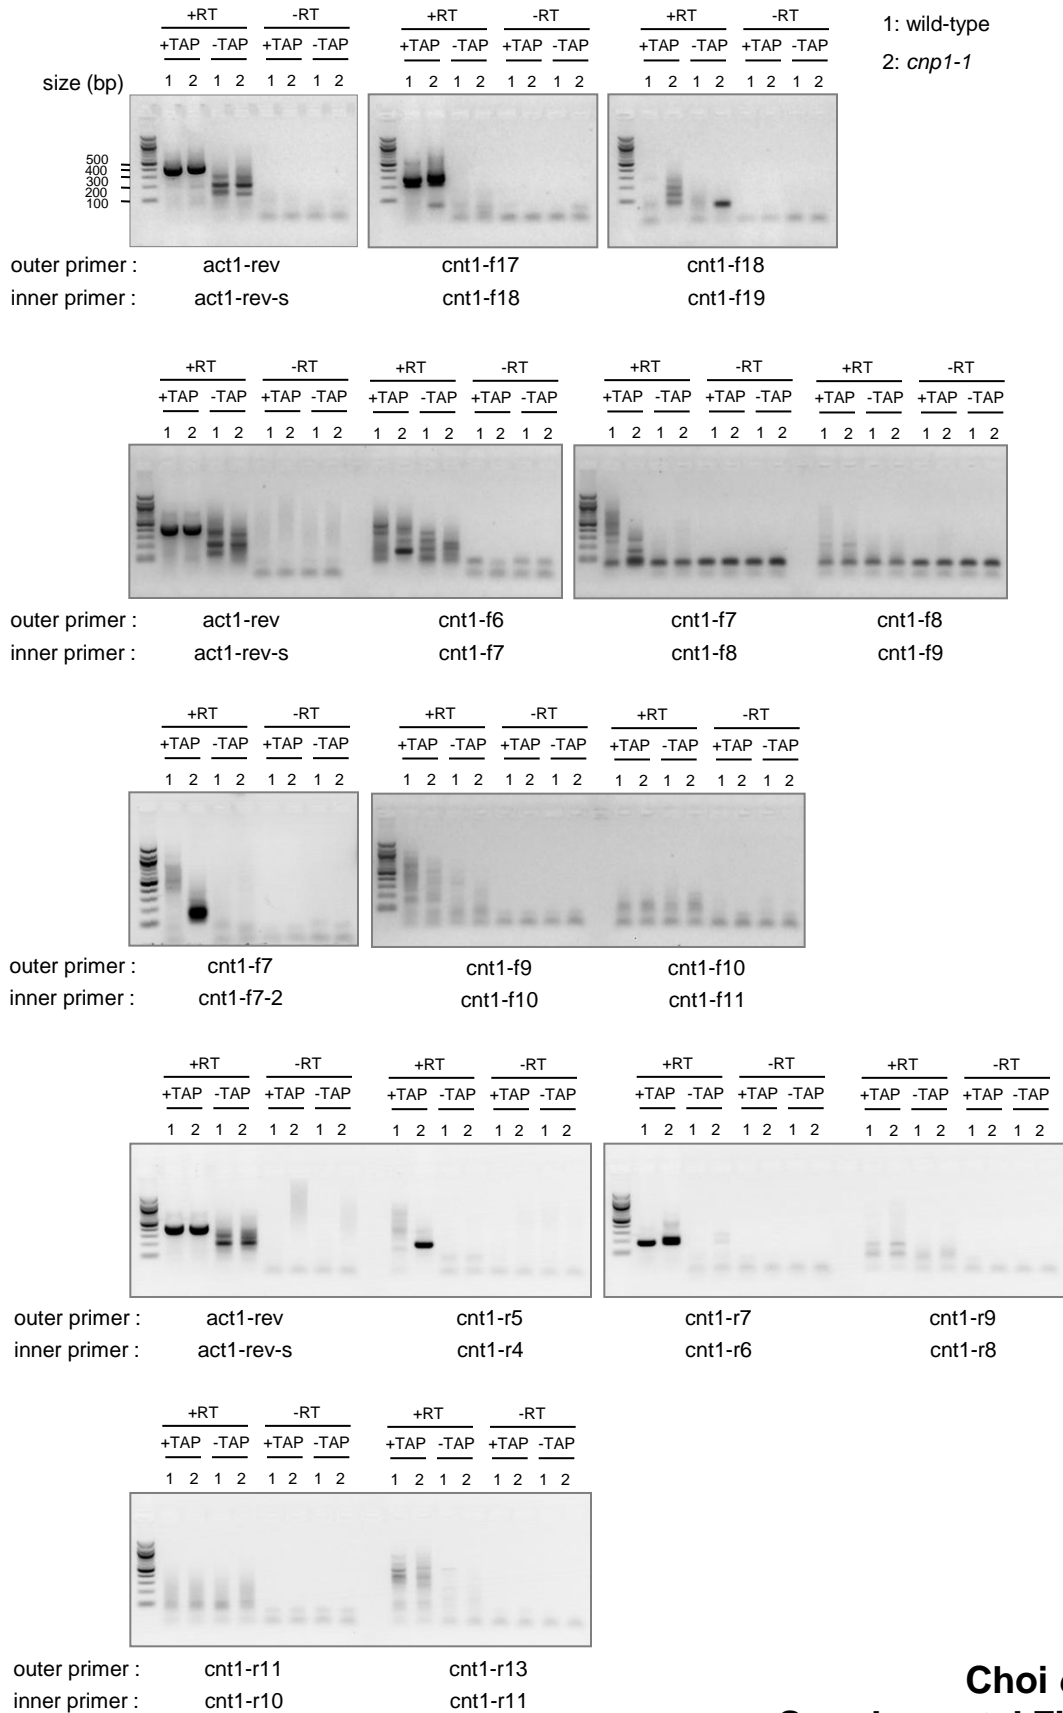 +RT -RT +RT -RT +RT -RT 1: wild-type
+TAP -TAP +TAP -TAP +TAP -TAP +TAP -TAP +TAP -TAP +TAP -TAP
2: cnp1-1
size (bp) 1 2 1 2 1 2 1 2 1 2 1 2 1 2 1 2 1 2 1 2 1 2 1 2
500
400
300
200
100
outer primer : act1-rev cnt1-f17 cnt1-f18
inner primer : act1-rev-s cnt1-f18 cnt1-f19
+RT -RT +RT -RT +RT -RT +RT -RT
+TAP -TAP +TAP -TAP +TAP -TAP +TAP -TAP +TAP -TAP +TAP -TAP +TAP -TAP +TAP -TAP
1 2 1 2 1 2 1 2 1 2 1 2 1 2 1 2 1 2 1 2 1 2 1 2 1 2 1 2 1 2 1 2
outer primer : act1-rev cnt1-f6 cnt1-f7 cnt1-f8
inner primer : act1-rev-s cnt1-f7 cnt1-f8 cnt1-f9
+RT -RT +RT -RT +RT -RT
+TAP -TAP +TAP -TAP +TAP -TAP +TAP -TAP +TAP -TAP +TAP -TAP
1 2 1 2 1 2 1 2 1 2 1 2 1 2 1 2 1 2 1 2 1 2 1 2
outer primer : cnt1-f7 cnt1-f9 cnt1-f10
inner primer : cnt1-f7-2 cnt1-f10 cnt1-f11
+RT -RT +RT -RT +RT -RT +RT -RT
+TAP -TAP +TAP -TAP +TAP -TAP +TAP -TAP +TAP -TAP +TAP -TAP +TAP -TAP +TAP -TAP
1 2 1 2 1 2 1 2 1 2 1 2 1 2 1 2 1 2 1 2 1 2 1 2 1 2 1 2 1 2 1 2
outer primer : act1-rev cnt1-r5 cnt1-r7 cnt1-r9
inner primer : act1-rev-s cnt1-r4 cnt1-r6 cnt1-r8
+RT -RT +RT -RT
+TAP -TAP +TAP -TAP +TAP -TAP +TAP -TAP
1 2 1 2 1 2 1 2 1 2 1 2 1 2 1 2
outer primer : cnt1-r11 cnt1-r13
inner primer : cnt1-r10 cnt1-r11
Choi